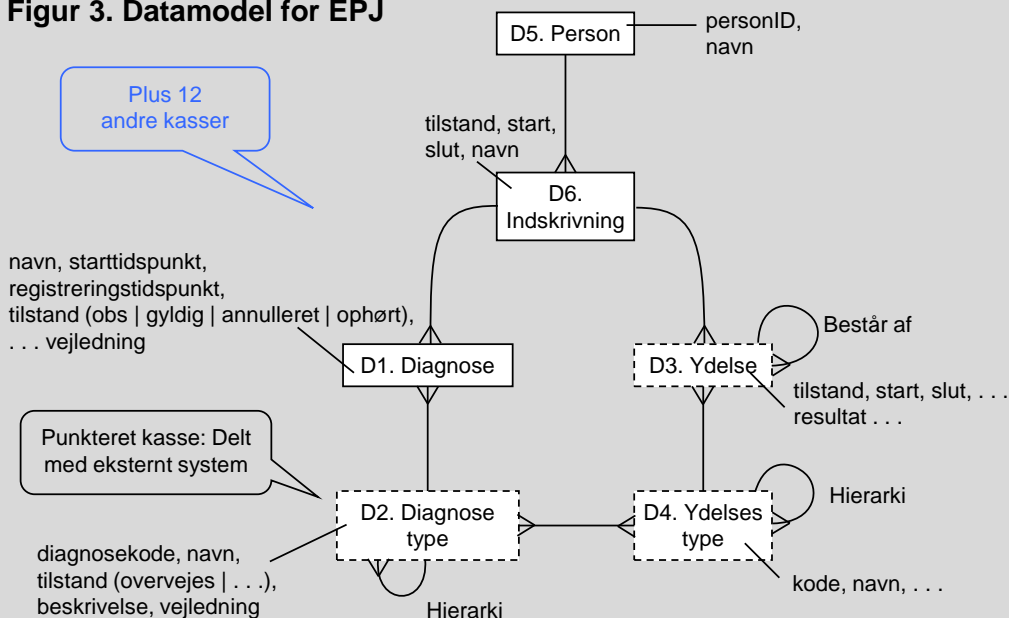 Figur 3. Datamodel for EPJ
D5. Person
personID,
navn
Plus 12
andre kasser
tilstand, start,
slut, navn
D6.
Indskrivning
navn, starttidspunkt,
registreringstidspunkt,
tilstand (obs | gyldig | annulleret | ophørt),
. . . vejledning
D1. Diagnose
D3. Ydelse
Består af
tilstand, start, slut, . . .
resultat . . .
Punkteret kasse: Delt
med eksternt system
D2. Diagnose
type
D4. Ydelses
type
Hierarki
diagnosekode, navn,
tilstand (overvejes | . . .),
beskrivelse, vejledning
kode, navn, . . .
Hierarki